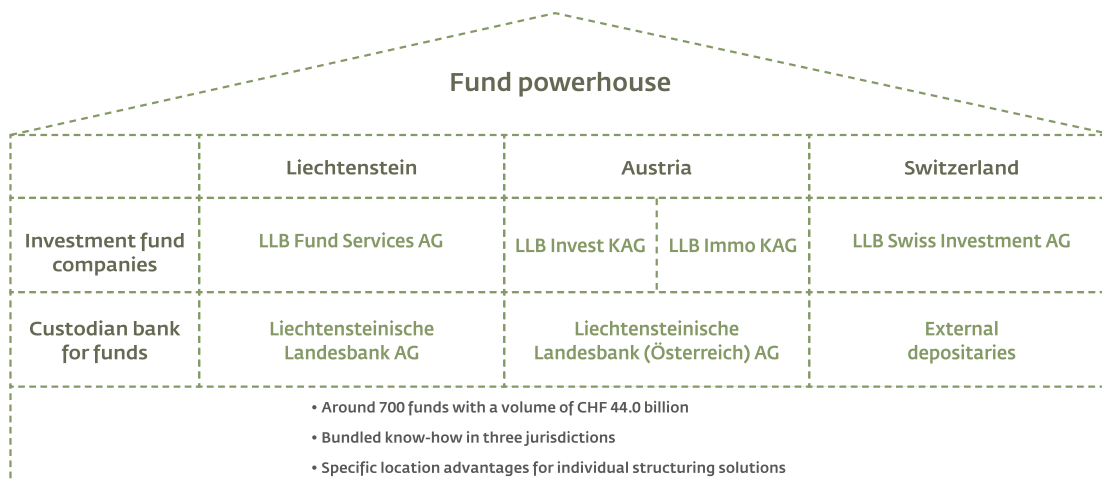 Fund powerhouse
Liechtenstein
Austria
Switzerland
Investment fund
companies
LLB Fund Services AG
LLB Invest KAG
LLB Immo KAG
LLB Swiss Investment AG
Custodian bank
for funds
Liechtensteinische
Landesbank AG
Liechtensteinische
Landesbank (Österreich) AG
External
depositaries
• Around 700 funds with a volume of CHF 44.0 billion
• Bundled know-how in three jurisdictions
• Specific location advantages for individual structuring solutions